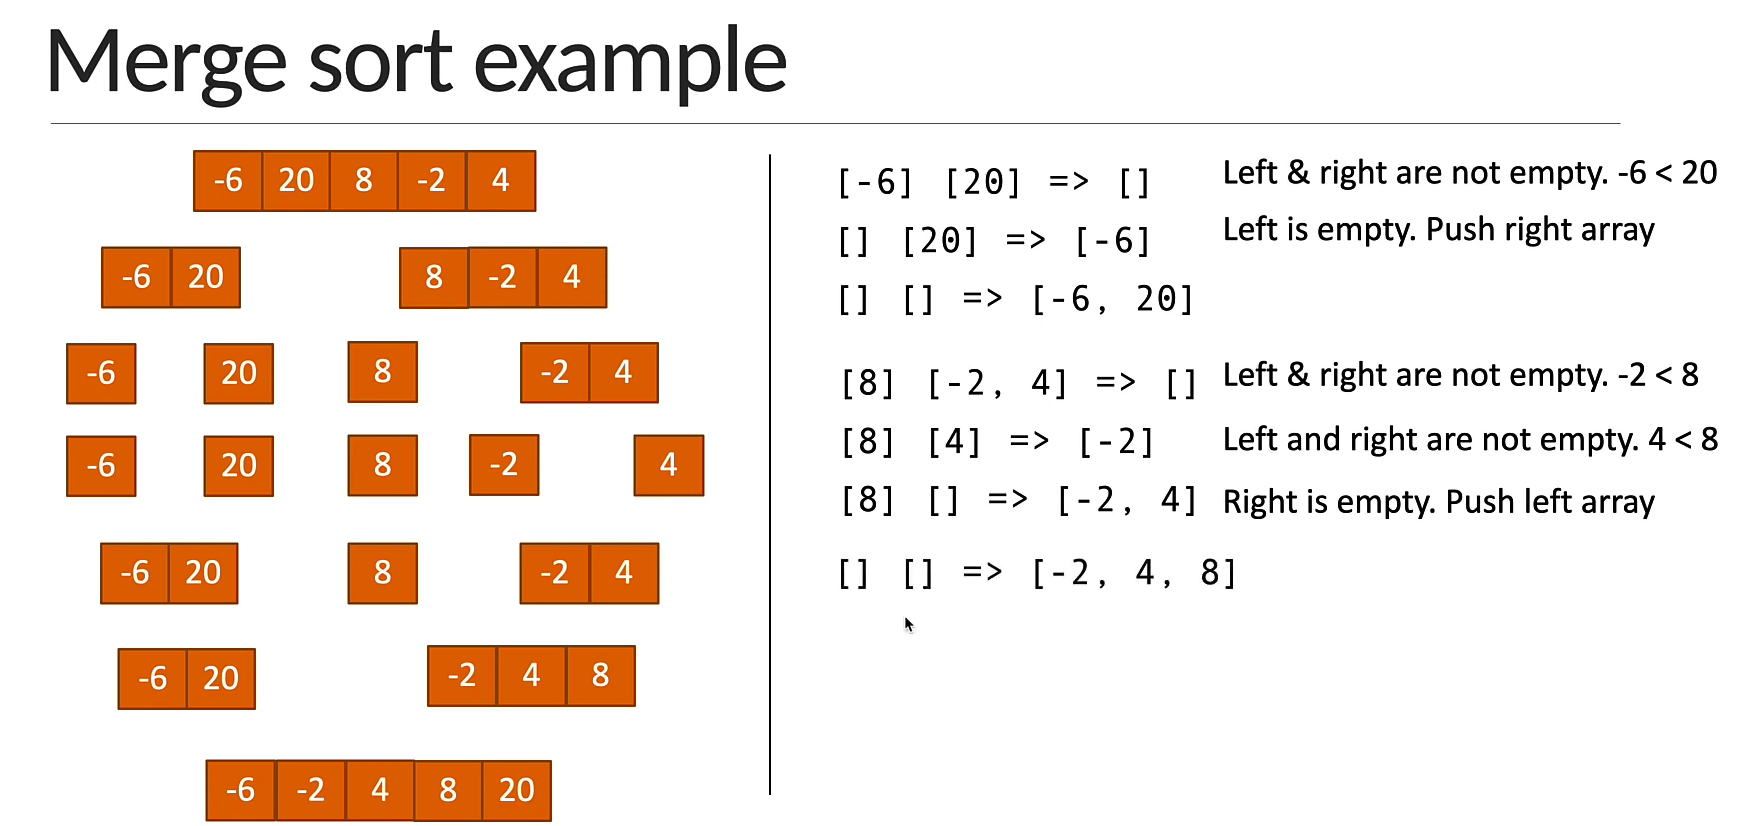 Merge sort example
-6 20 8 -2 4
-6 20 8 -2 4
-6 20 8 -2 4
-6 20 8 -2 4
-6 20 8 -2 4
-6 20 -2 4 8
-6 -2 4 8 20
[-6] [20] => [] Left & right are not empty. -6 < 20
[] [20] => [-6] Left is empty. Push right array
[] [] => [-6, 20]
[8] [-2, 4] => [] Left & right are not empty. -2 < 8
[8] [4] => [-2] Left and right are not empty. 4 < 8
[8] [] => [-2, 4] Right is empty. Push left array
[] [] => [-2, 4, 8]